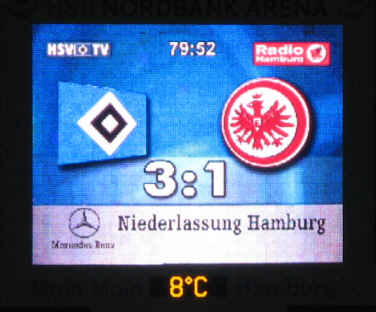 NORDBANK ARENA
HSV TV 79:52 Radio Hamburg
3:1
Mercedes-Benz Niederlassung Hamburg
8°C